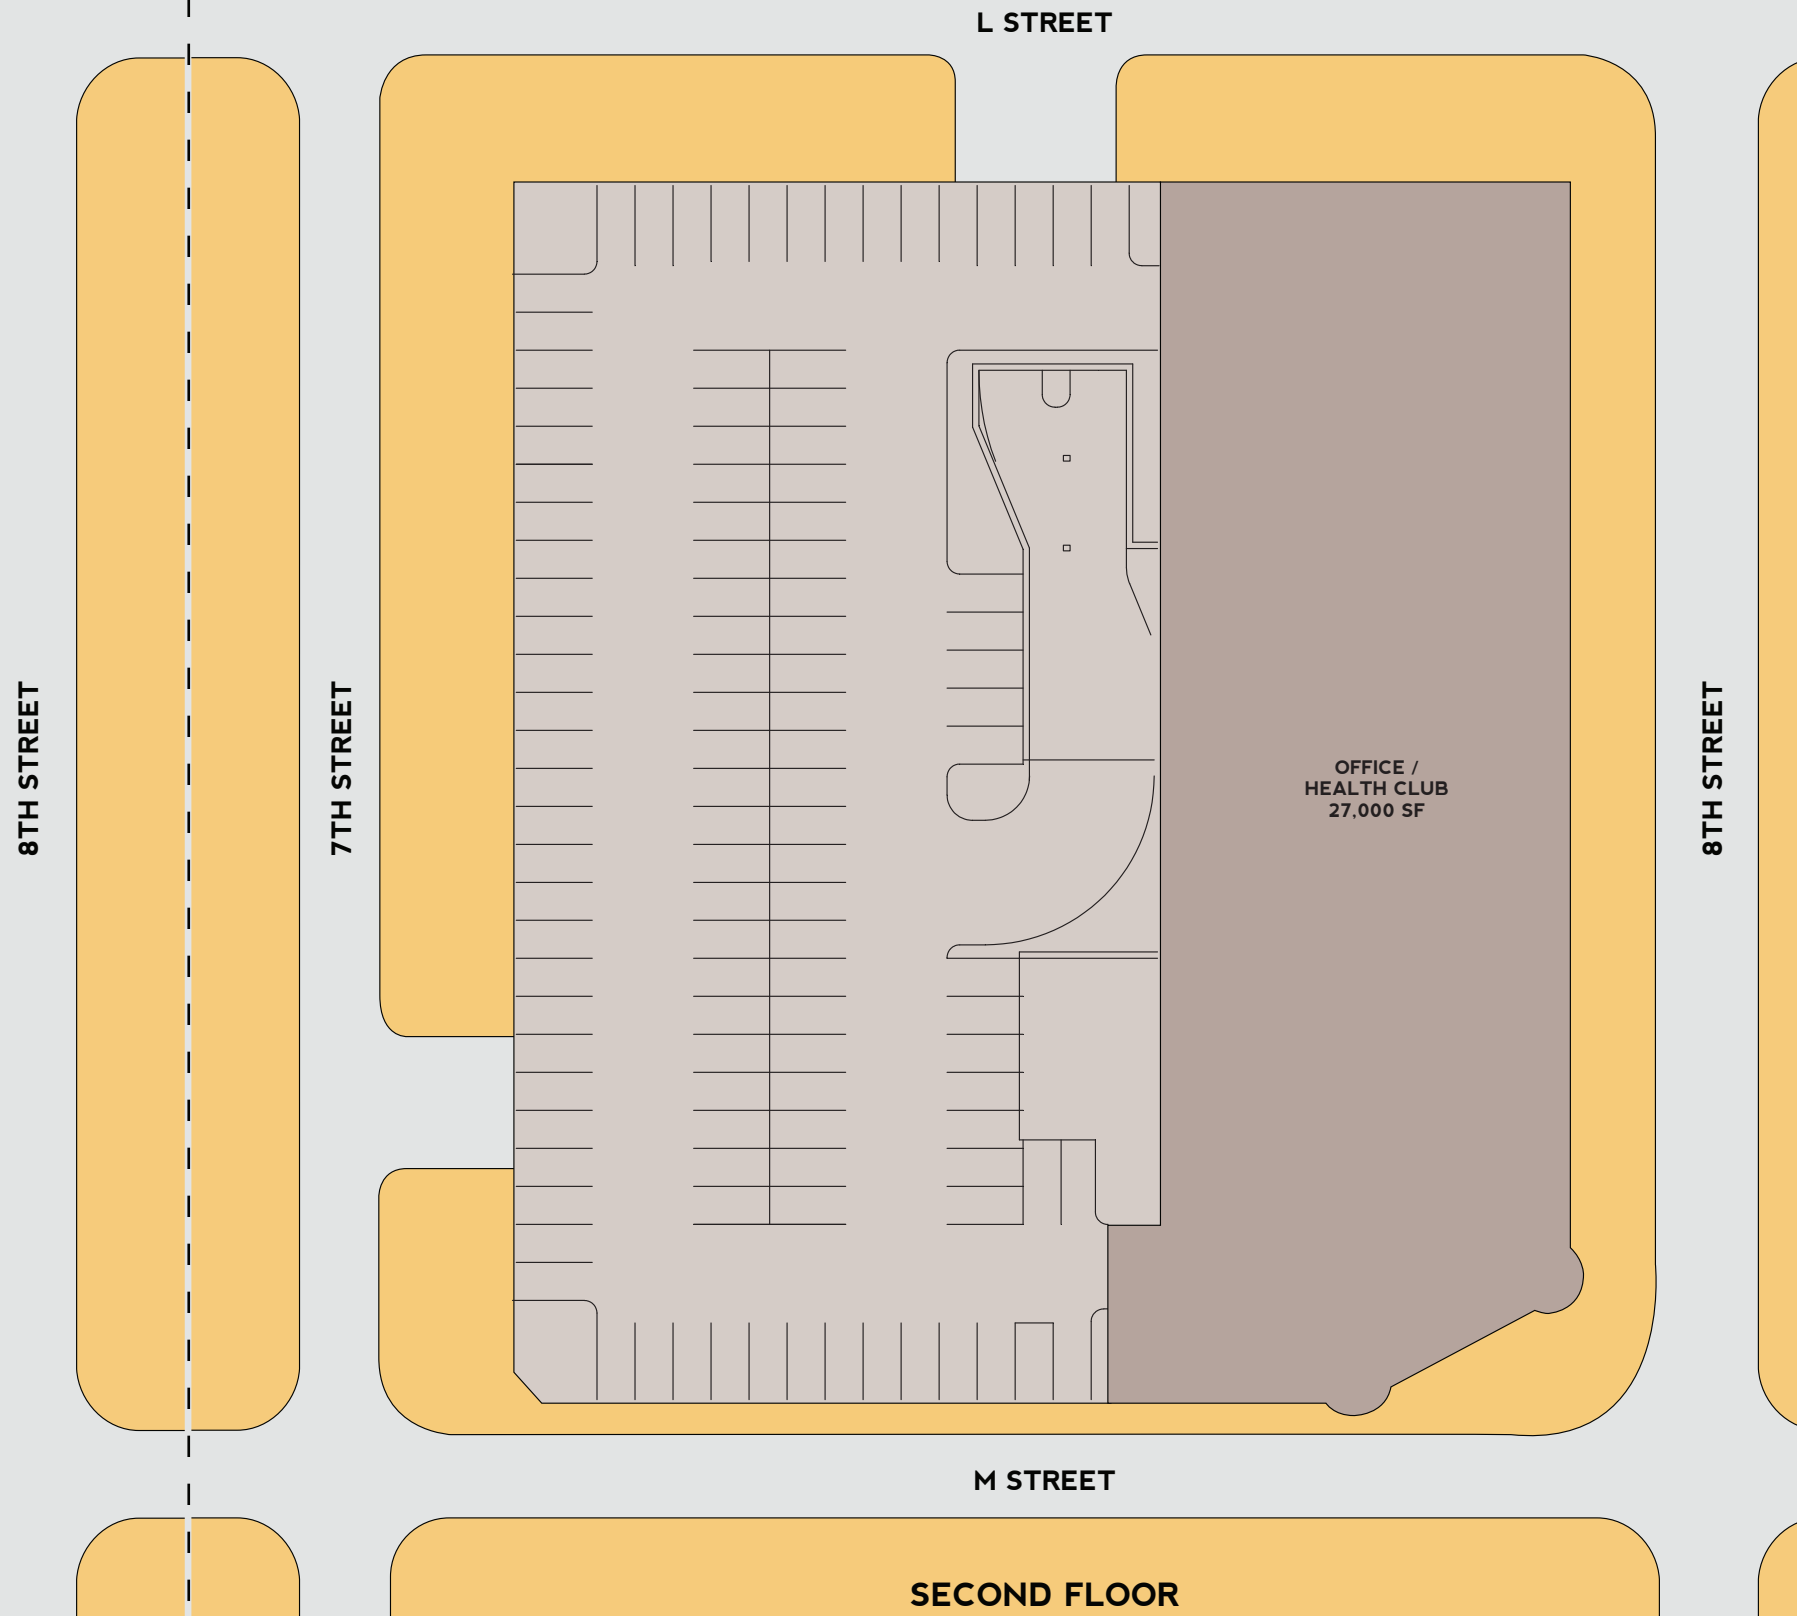 L STREET
8TH STREET
7TH STREET
OFFICE /
HEALTH CLUB
27,000 SF
8TH STREET
M STREET
SECOND FLOOR